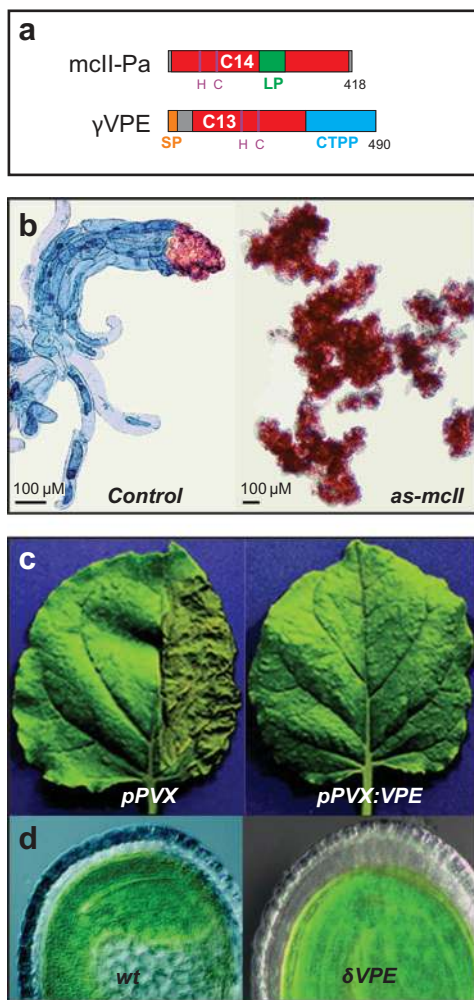 a
mcII-Pa
C14
H C
LP
418
γVPE
C13
SP
H C
CTPP
490
b
100 µM
Control
100 µM
as-mcII
c
pPVX
pPVX:VPE
d
wt
δVPE